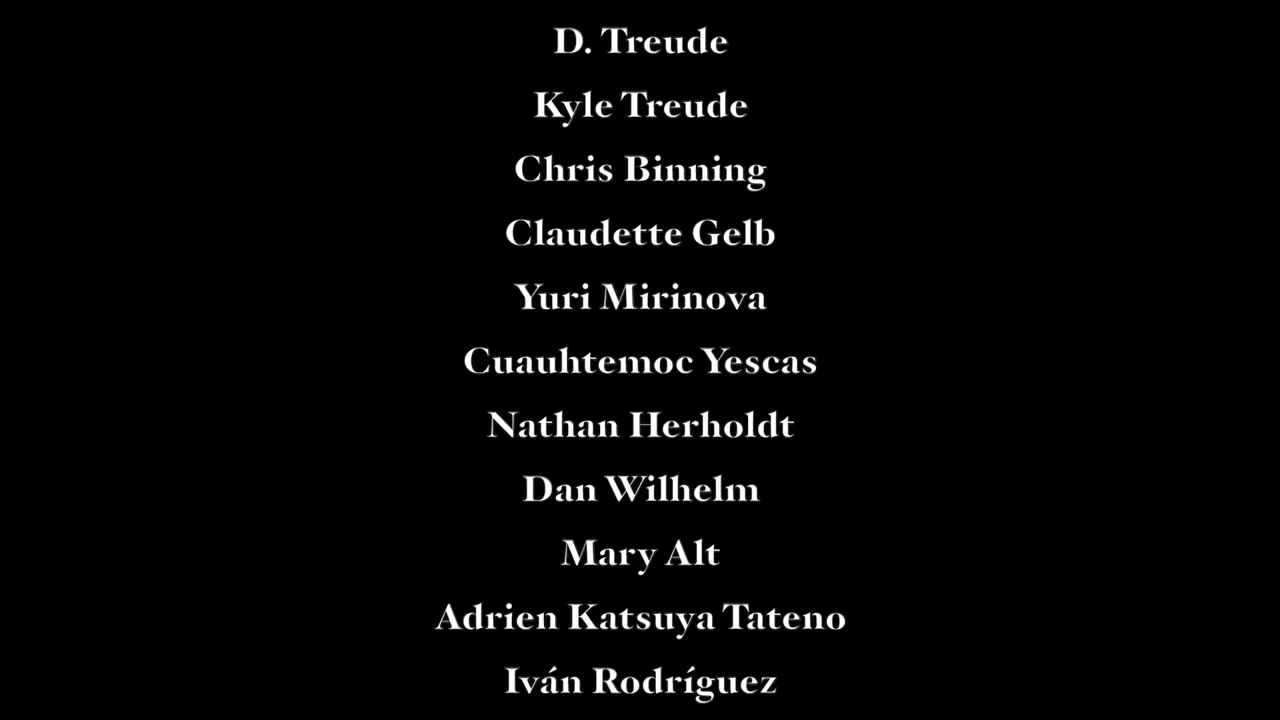 D. Treude
Kyle Treude
Chris Binning
Claudette Gelb
Yuri Mirinova
Cuauhtemoc Yescas
Nathan Herholdt
Dan Wilhelm
Mary Alt
Adrien Katsuya Tateno
Iván Rodríguez